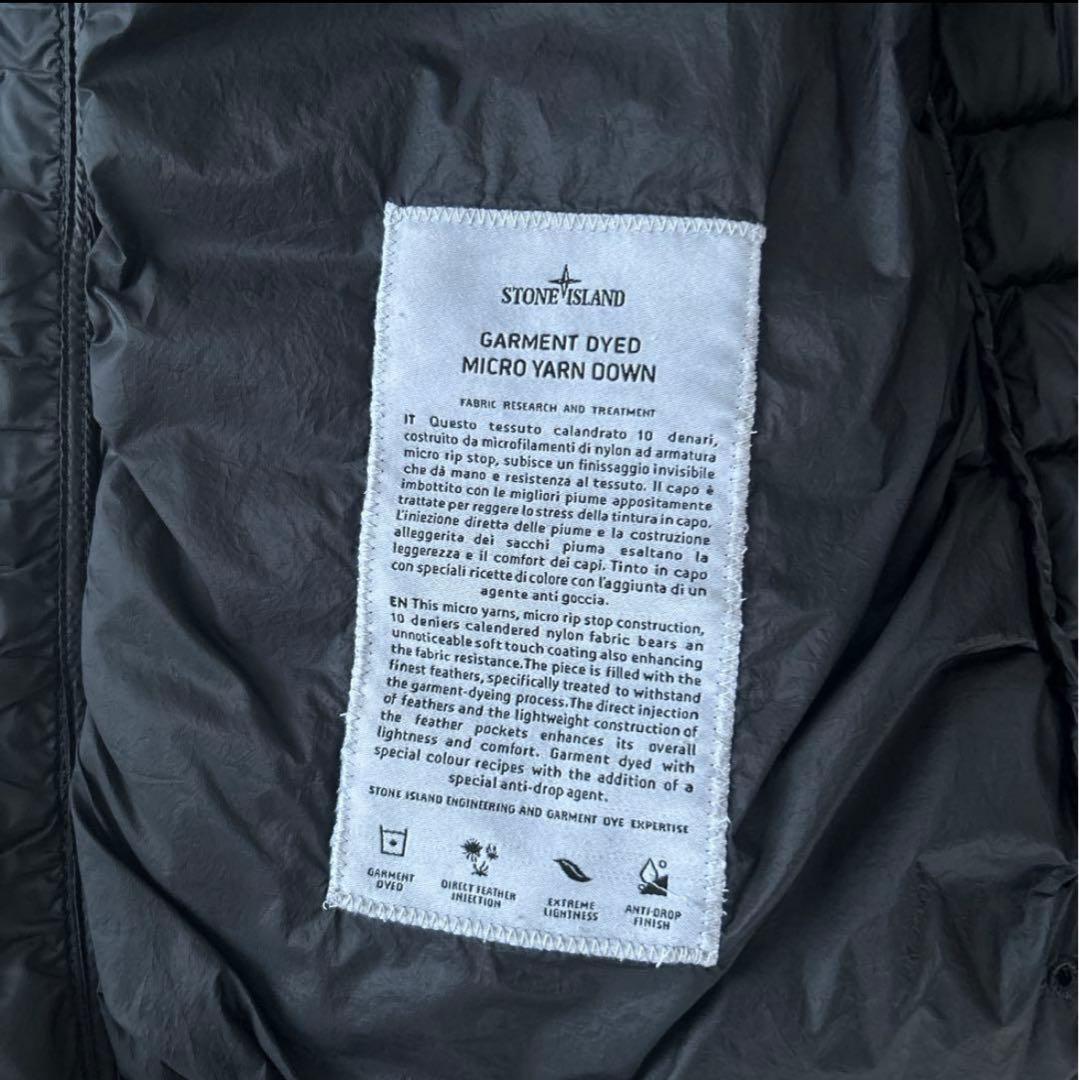 STONE ISLAND
GARMENT DYED
MICRO YARN DOWN
FABRIC RESEARCH AND TREATMENT
IT Questo tessuto calandrato 10 denari,
costruito da microfilamenti di nylon ad armatura
micro rip stop, subisce un finissaggio invisibile
che dà mano e resistenza al tessuto. Il capo è
imbottito con le migliori piume appositamente
trattate per reggere lo stress della tintura in capo.
L'iniezione diretta delle piume e la costruzione
alleggerita dei sacchi piuma esaltano la
leggerezza e il comfort dei capi. Tinto in capo
con speciali ricette di colore con l'aggiunta di un
agente anti goccia.
EN This micro yarns, micro rip stop construction,
10 deniers calendered nylon fabric bears an
unnoticeable soft touch coating also enhancing
the fabric resistance.The piece is filled with the
finest feathers, specifically treated to withstand
the garment-dyeing process.The direct injection
of feathers and the lightweight construction of
the feather pockets enhances its overall
lightness and comfort. Garment dyed with
special colour recipes with the addition of a
special anti-drop agent.
STONE ISLAND ENGINEERING AND GARMENT DYE EXPERTISE
GARMENT
DYED
DIRECT FEATHER
INJECTION
EXTREME
LIGHTNESS
ANTI-DROP
FINISH